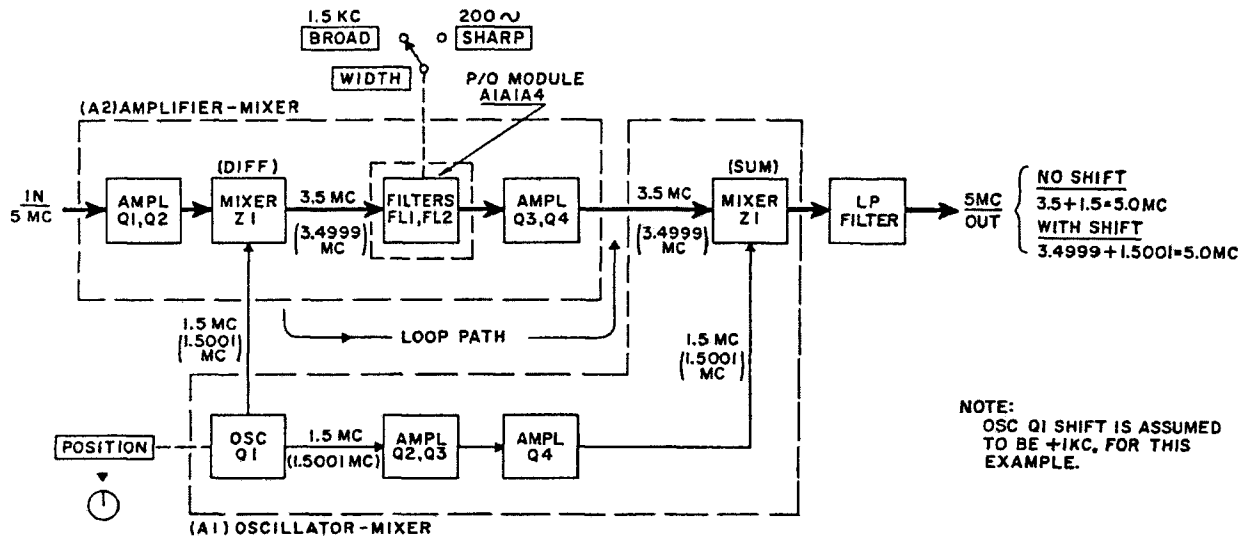 1.5 KC
BROAD
200 ~
SHARP
WIDTH
P/O MODULE
A1A1A4
(A2) AMPLIFIER-MIXER
IN
5 MC
AMPL
Q1,Q2
(DIFF)
MIXER
Z1
3.5 MC
(3.4999
MC)
FILTERS
FL1,FL2
AMPL
Q3,Q4
3.5 MC
(3.4999
MC)
(SUM)
MIXER
Z1
LP
FILTER
5MC
OUT
NO SHIFT
3.5+1.5=5.0MC
WITH SHIFT
3.4999+1.5001=5.0MC
1.5 MC
(1.5001
MC)
LOOP PATH
1.5 MC
(1.5001
MC)
POSITION
OSC
Q1
1.5 MC
(1.5001 MC)
AMPL
Q2,Q3
AMPL
Q4
NOTE:
OSC Q1 SHIFT IS ASSUMED
TO BE +1KC, FOR THIS
EXAMPLE.
(A1) OSCILLATOR-MIXER